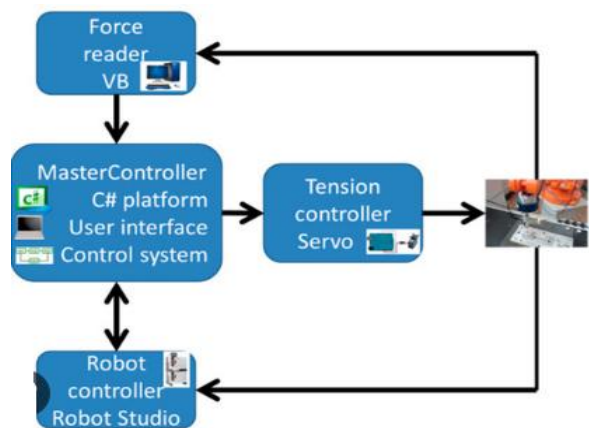 Force
reader
VB
MasterController
C# platform
User interface
Control system
Tension
controller
Servo
Robot
controller
Robot Studio